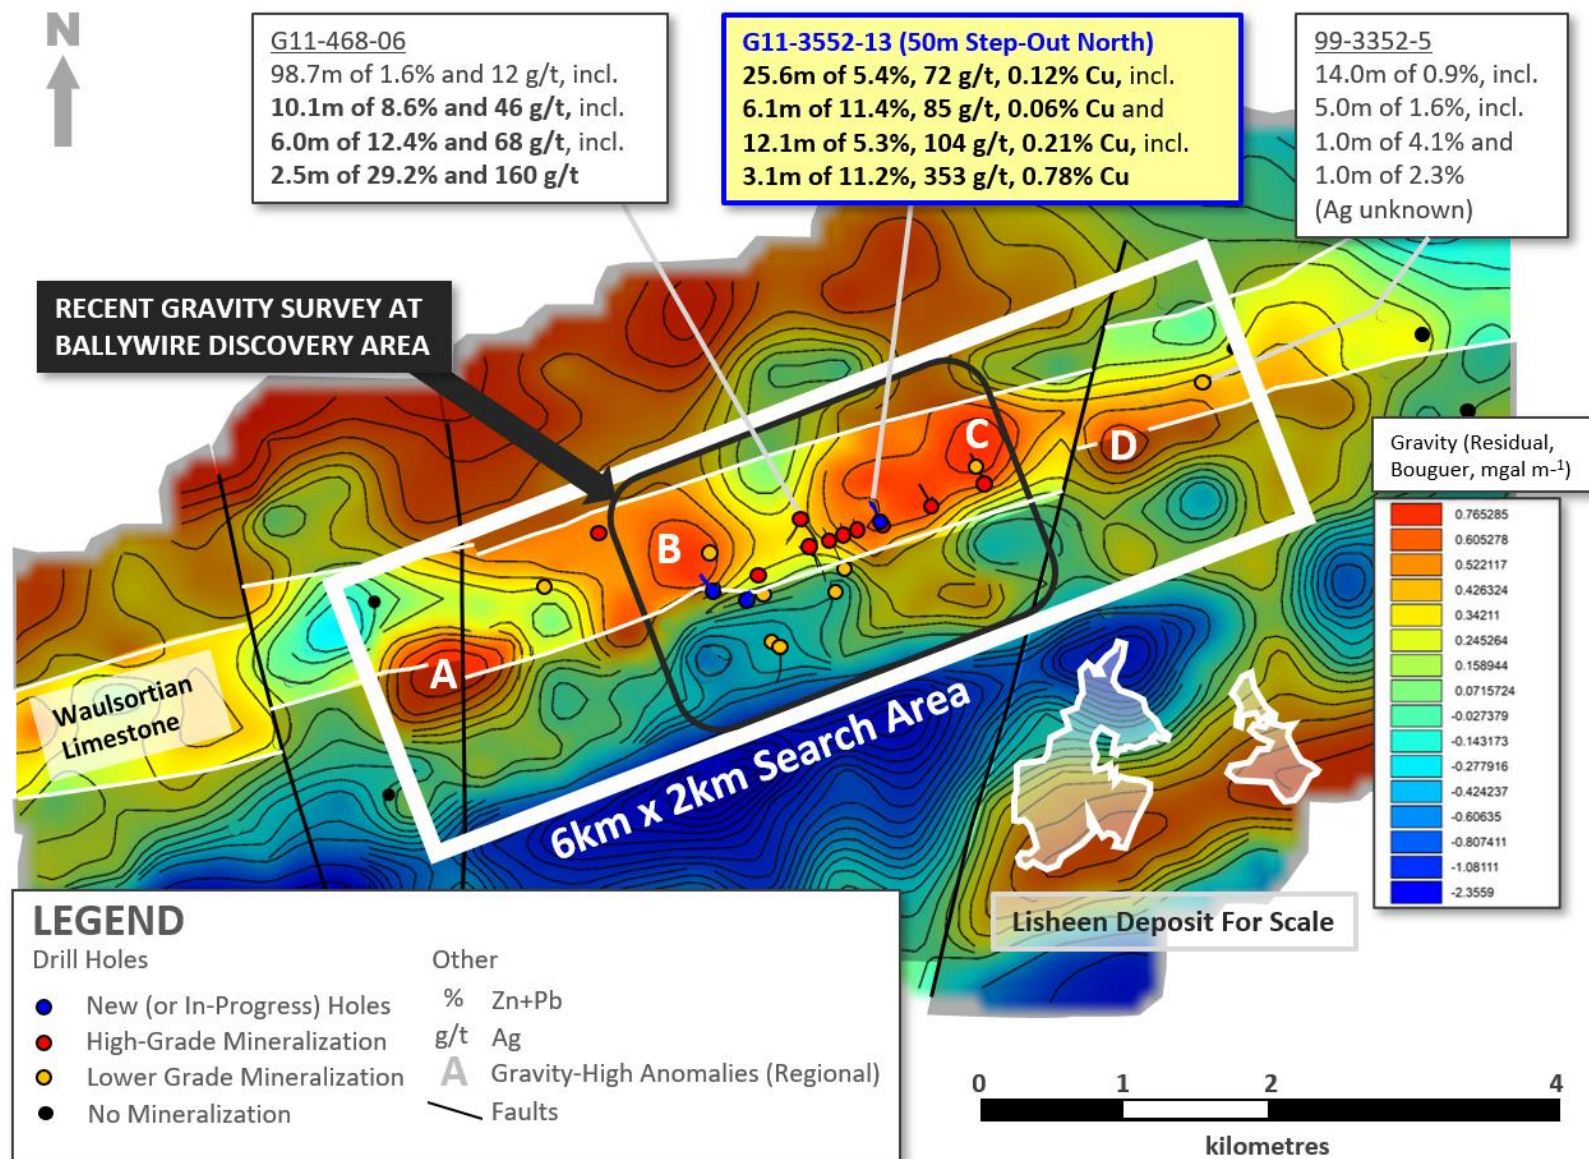 N
G11-468-06
98.7m of 1.6% and 12 g/t, incl.
10.1m of 8.6% and 46 g/t, incl.
6.0m of 12.4% and 68 g/t, incl.
2.5m of 29.2% and 160 g/t
G11-3552-13 (50m Step-Out North)
25.6m of 5.4%, 72 g/t, 0.12% Cu, incl.
6.1m of 11.4%, 85 g/t, 0.06% Cu and
12.1m of 5.3%, 104 g/t, 0.21% Cu, incl.
3.1m of 11.2%, 353 g/t, 0.78% Cu
99-3352-5
14.0m of 0.9%, incl.
5.0m of 1.6%, incl.
1.0m of 4.1% and
1.0m of 2.3%
(Ag unknown)
RECENT GRAVITY SURVEY AT
BALLYWIRE DISCOVERY AREA
A
B
C
D
Waulsortian
Limestone
6km x 2km Search Area
Gravity (Residual,
Bouguer, mgal m-1)
0.765285
0.605278
0.522117
0.426324
0.34211
0.245264
0.158944
0.0715724
-0.027379
-0.143173
-0.277916
-0.424237
-0.60635
-0.807411
-1.08111
-2.3559
Lisheen Deposit For Scale
LEGEND
Drill Holes
New (or In-Progress) Holes
High-Grade Mineralization
Lower Grade Mineralization
No Mineralization
Other
% Zn+Pb
g/t Ag
A Gravity-High Anomalies (Regional)
Faults
0 1 2 4
kilometres